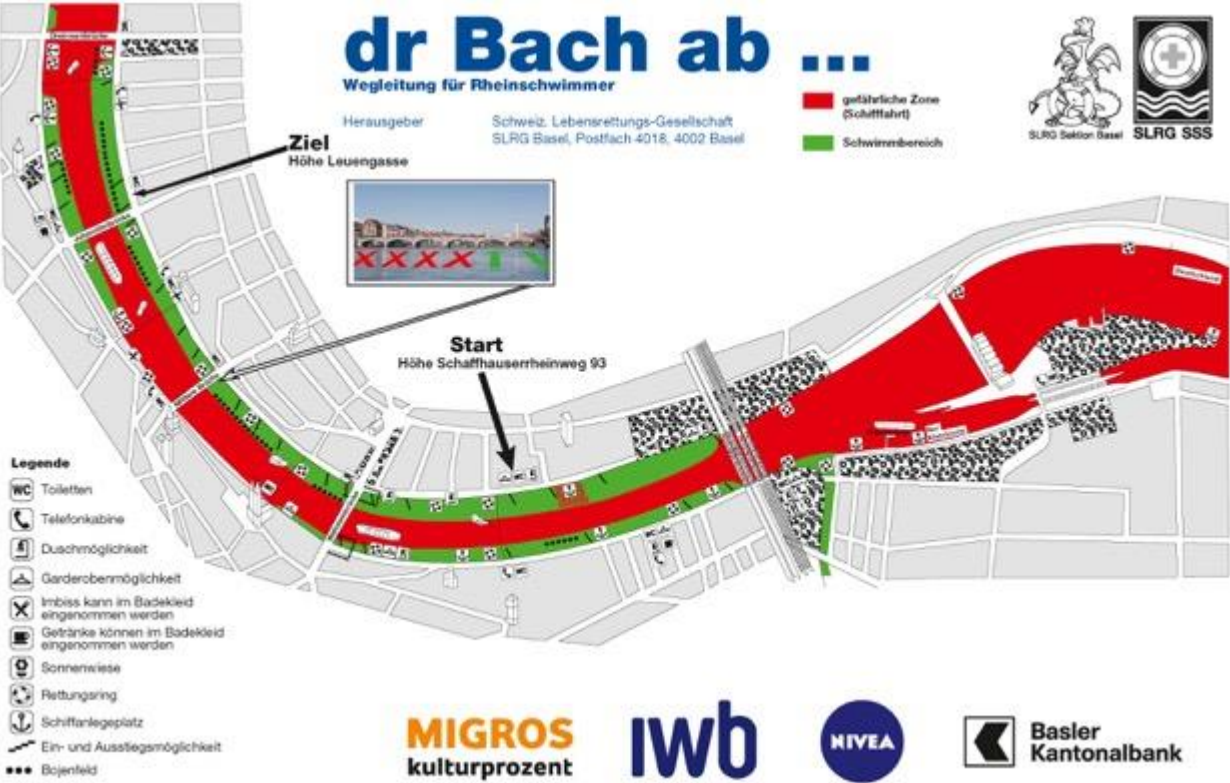 dr Bach ab ...
Wegleitung für Rheinschwimmer
Herausgeber
Schweiz. Lebensrettungs-Gesellschaft
SLRG Basel, Postfach 4018, 4002 Basel
gefährliche Zone
(Schifffahrt)
Schwimmbereich
SLRG Sektion Basel
SLRG SSS
Ziel
Höhe Leuengasse
Start
Höhe Schaffhauserrheinweg 93
Legende
WC Toiletten
Telefonkabine
Duschmöglichkeit
Garderobenmöglichkeit
Imbiss kann im Badekleid
eingenommen werden
Getränke können im Badekleid
eingenommen werden
Sonnenwiese
Rettungsring
Schiffanlegeplatz
Ein- und Ausstiegsmöglichkeit
Bojenfeld
MIGROS
kulturprozent
IWb
NIVEA
Basler
Kantonalbank